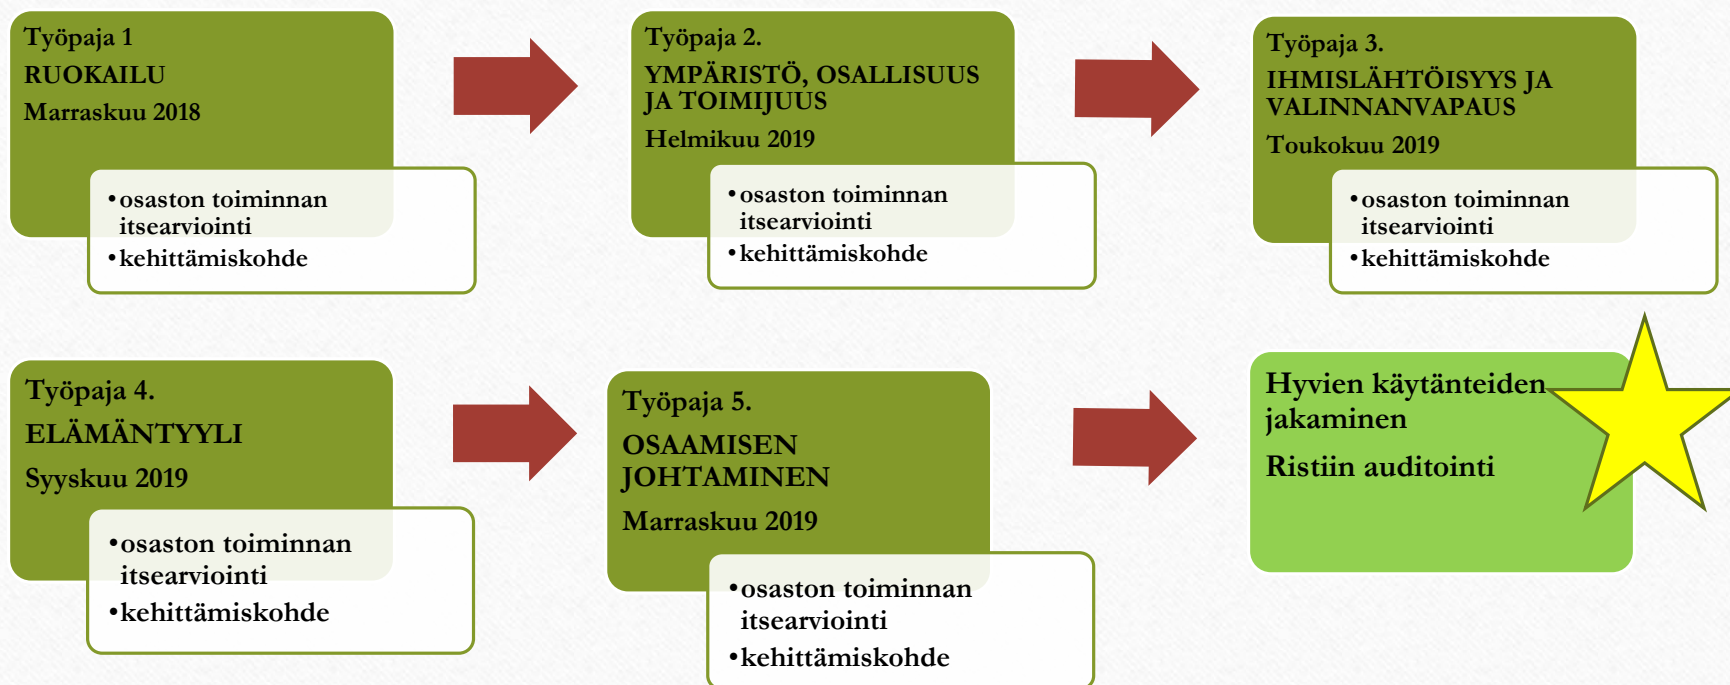 Työpaja 1
RUOKAILU
Marraskuu 2018
•osaston toiminnan
itsearviointi
•kehittämiskohde
Työpaja 2.
YMPÄRISTÖ, OSALLISUUS
JA TOIMIJUUS
Helmikuu 2019
•osaston toiminnan
itsearviointi
•kehittämiskohde
Työpaja 3.
IHMISLÄHTÖISYYS JA
VALINNANVAPAUS
Toukokuu 2019
•osaston toiminnan
itsearviointi
•kehittämiskohde
Työpaja 4.
ELÄMÄNTYYLI
Syyskuu 2019
•osaston toiminnan
itsearviointi
•kehittämiskohde
Työpaja 5.
OSAAMISEN
JOHTAMINEN
Marraskuu 2019
•osaston toiminnan
itsearviointi
•kehittämiskohde
Hyvien käytänteiden
jakaminen
Ristiin auditointi